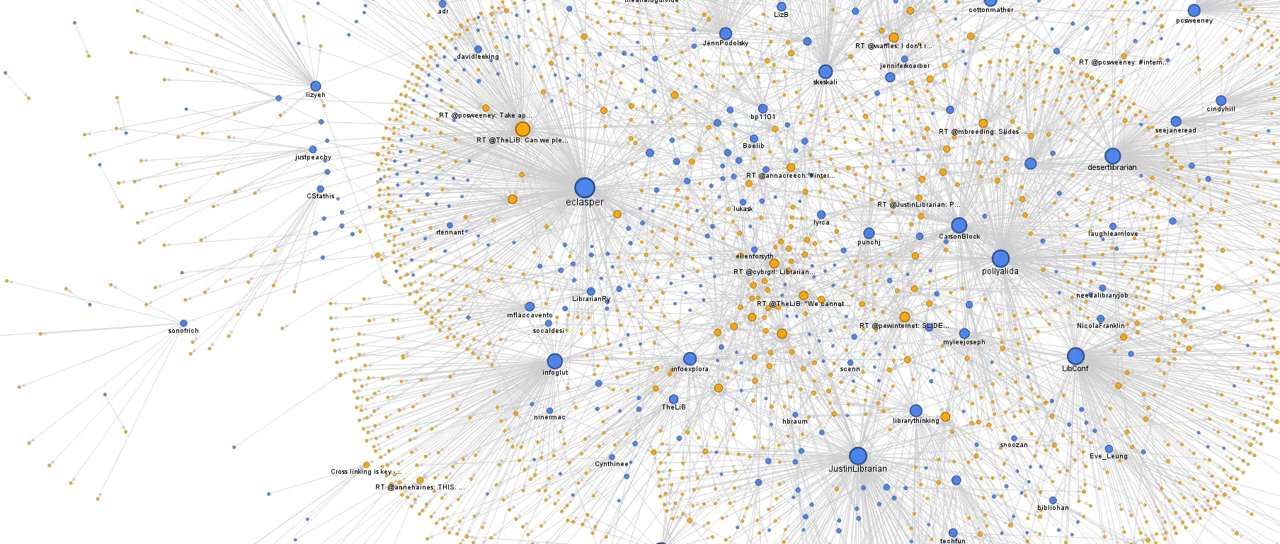 adr
LizB
cottonmather
pcsweeney
JennPodolsky
RT @waffles: I don't r...
davidleeking
RT @pcsweeney: #intern...
jenniferkoerber
skeskali
lizyeh
cindyhill
RT @pcsweeney: Take ap...
bp1101
seejaneread
RT @mbreeding: Slides ...
RT @TheLiB: Can we ple...
Boelib
justpeachy
desertlibrarian
RT @annacreech: #inter...
CStathis
eclasper
RT @JustinLibrarian: P...
lukask
lyrca
rtennant
laughlearnlove
punchj
CarsonBlock
ellenforsyth
RT @cybrgrl: Librarian...
pollyalida
LibrarianRy
needalibraryjob
RT @TheLiB: "We cannot...
mflaccavento
sonofrich
socaldesi
RT @pewinternet: SLIDE...
NicolaFranklin
myleejoseph
infoglut
infoexplora
scenn
LibConf
TheLiB
ninermac
hbraum
librarythinking
snoozan
Eve_Leung
Cynthinee
Cross linking is key ...
JustinLibrarian
RT @annehaines: THIS. ...
bibliohan
techfun